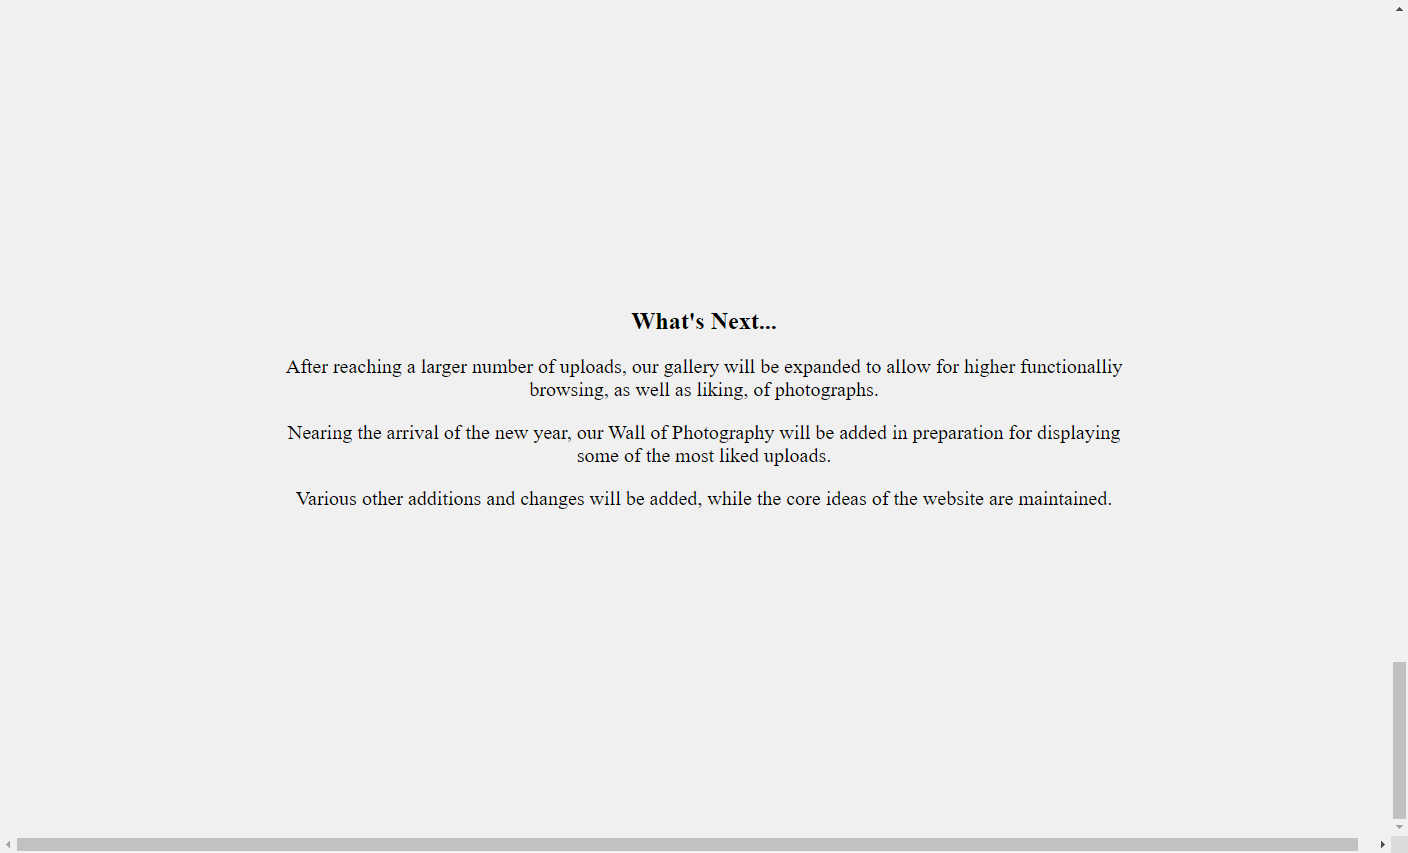 What's Next...
After reaching a larger number of uploads, our gallery will be expanded to allow for higher functionalliy
browsing, as well as liking, of photographs.
Nearing the arrival of the new year, our Wall of Photography will be added in preparation for displaying
some of the most liked uploads.
Various other additions and changes will be added, while the core ideas of the website are maintained.